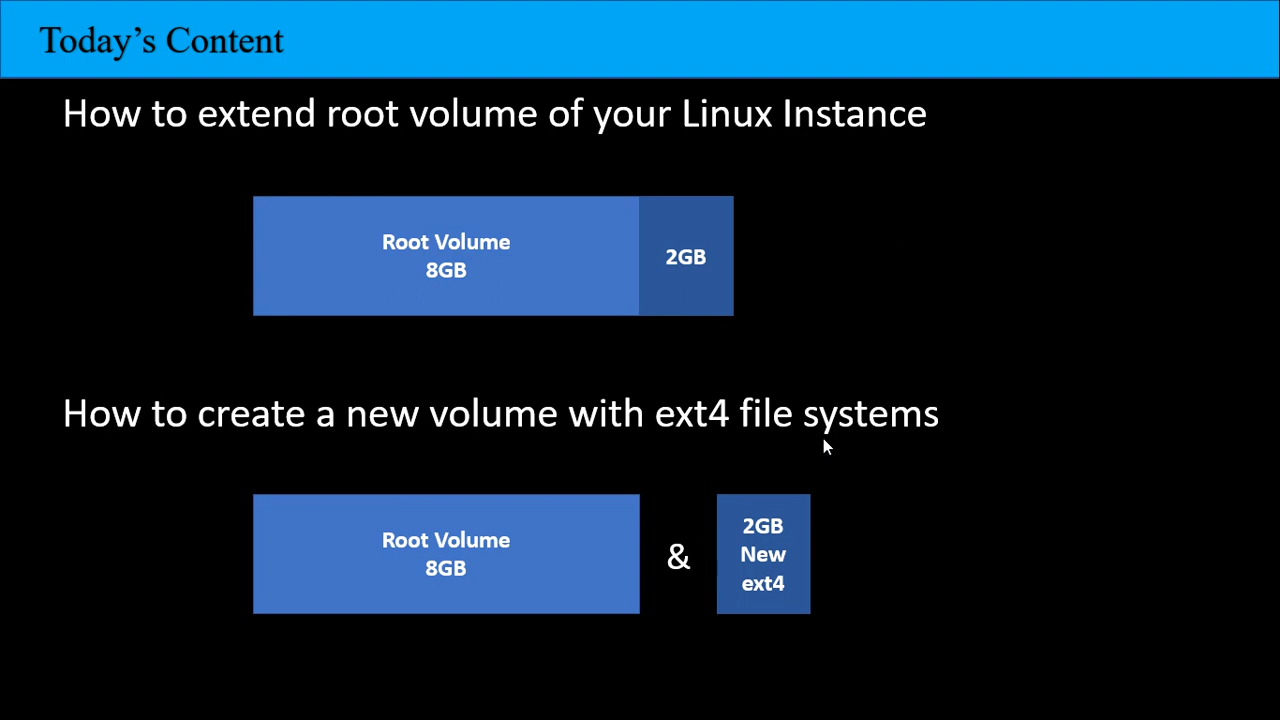 Today’s Content
How to extend root volume of your Linux Instance
Root Volume
8GB
2GB
How to create a new volume with ext4 file systems
Root Volume
8GB
&
2GB
New
ext4